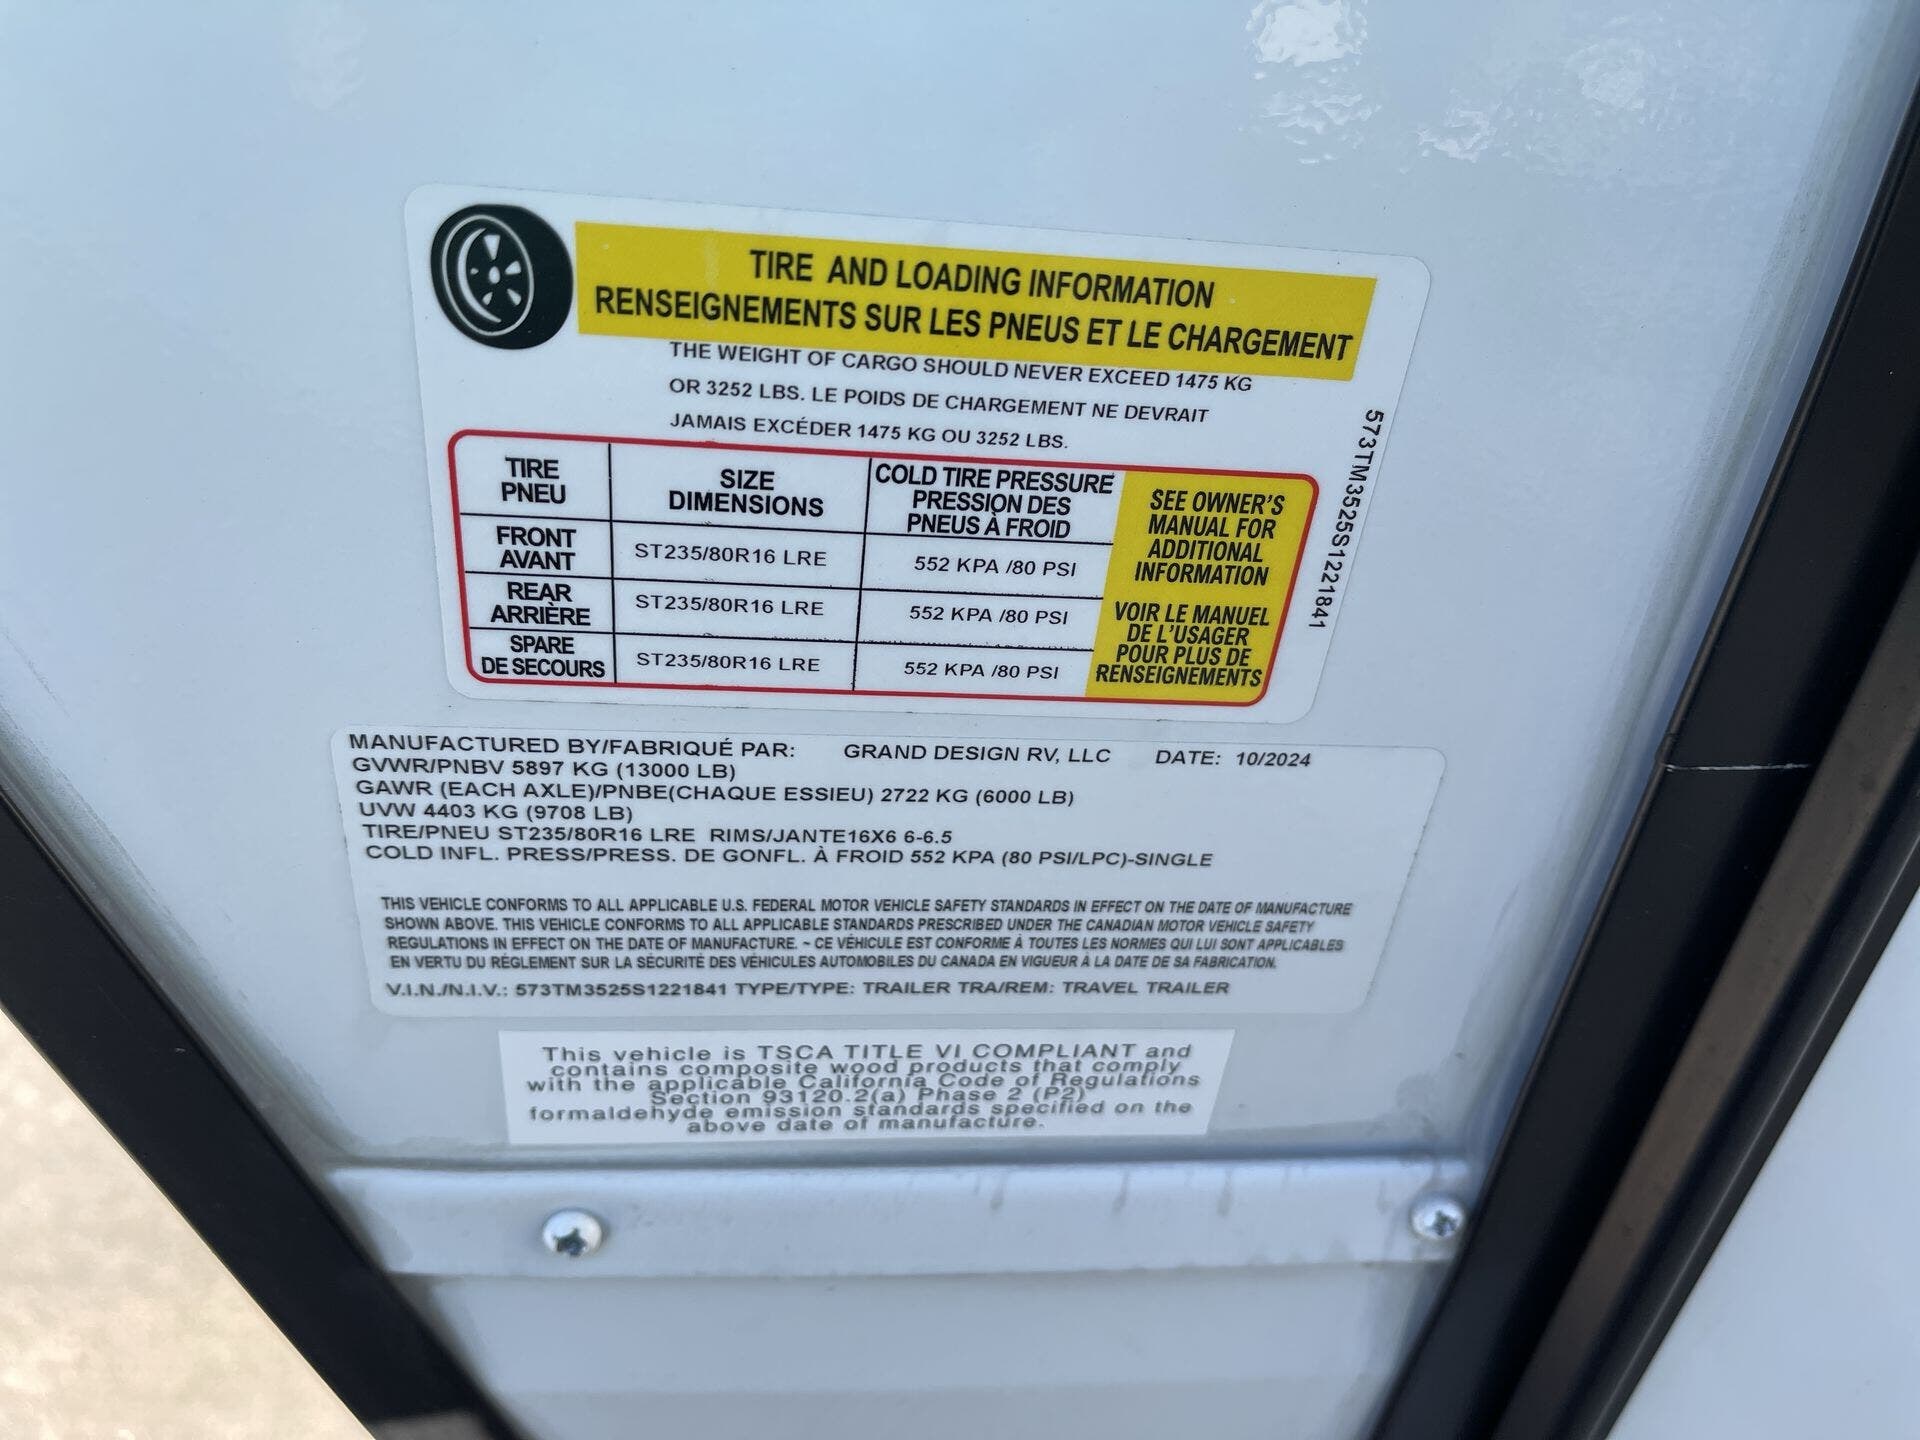 TIRE AND LOADING INFORMATION
RENSEIGNEMENTS SUR LES PNEUS ET LE CHARGEMENT
THE WEIGHT OF CARGO SHOULD NEVER EXCEED 1475 KG
OR 3252 LBS. LE POIDS DE CHARGEMENT NE DEVRAIT
JAMAIS EXCÉDER 1475 KG OU 3252 LBS.
TIRE
PNEU
SIZE
DIMENSIONS
COLD TIRE PRESSURE
PRESSION DES
PNEUS À FROID
FRONT
AVANT
ST235/80R16 LRE
552 KPA /80 PSI
REAR
ARRIÈRE
ST235/80R16 LRE
552 KPA /80 PSI
SPARE
DE SECOURS
ST235/80R16 LRE
552 KPA /80 PSI
SEE OWNER'S
MANUAL FOR
ADDITIONAL
INFORMATION
VOIR LE MANUEL
DE L'USAGER
POUR PLUS DE
RENSEIGNEMENTS
573TM3525S1221841
MANUFACTURED BY/FABRIQUÉ PAR: GRAND DESIGN RV, LLC DATE: 10/2024
GVWR/PNBV 5897 KG (13000 LB)
GAWR (EACH AXLE)/PNBE(CHAQUE ESSIEU) 2722 KG (6000 LB)
UVW 4403 KG (9708 LB)
TIRE/PNEU ST235/80R16 LRE RIMS/JANTE16X6 6-6.5
COLD INFL. PRESS/PRESS. DE GONFL. À FROID 552 KPA (80 PSI/LPC)-SINGLE
THIS VEHICLE CONFORMS TO ALL APPLICABLE U.S. FEDERAL MOTOR VEHICLE SAFETY STANDARDS IN EFFECT ON THE DATE OF MANUFACTURE
SHOWN ABOVE. THIS VEHICLE CONFORMS TO ALL APPLICABLE STANDARDS PRESCRIBED UNDER THE CANADIAN MOTOR VEHICLE SAFETY
REGULATIONS IN EFFECT ON THE DATE OF MANUFACTURE. ~ CE VÉHICULE EST CONFORME À TOUTES LES NORMES QUI LUI SONT APPLICABLES
EN VERTU DU RÈGLEMENT SUR LA SÉCURITÉ DES VÉHICULES AUTOMOBILES DU CANADA EN VIGUEUR À LA DATE DE SA FABRICATION.
V.I.N./N.I.V.: 573TM3525S1221841 TYPE/TYPE: TRAILER TRA/REM: TRAVEL TRAILER
This vehicle is TSCA TITLE VI COMPLIANT and
contains composite wood products that comply
with the applicable California Code of Regulations
Section 93120.2(a) Phase 2 (P2)
formaldehyde emission standards specified on the
above date of manufacture.